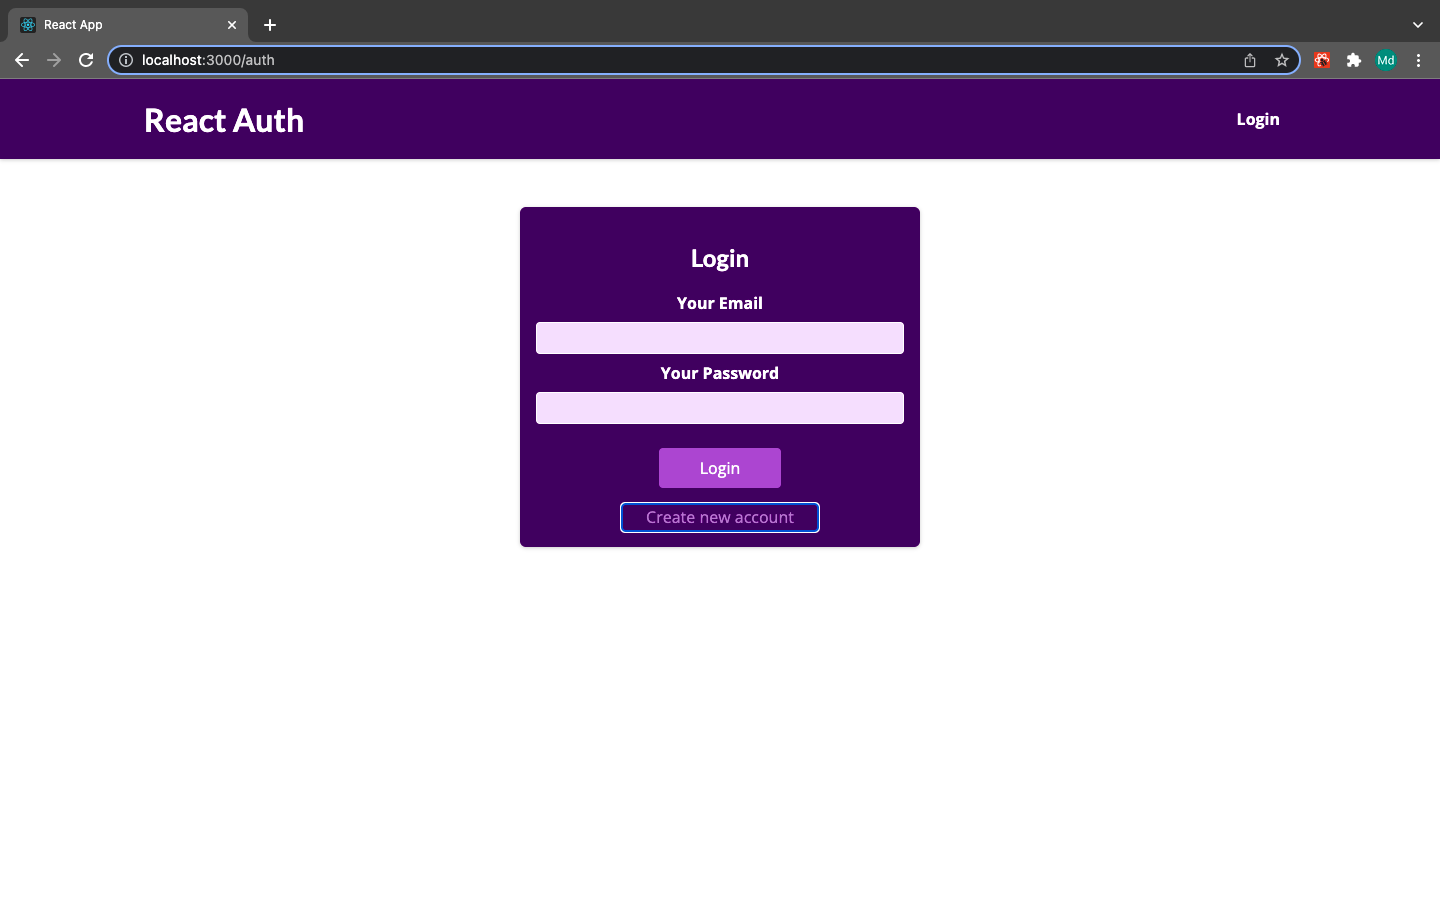 React App
localhost:3000/auth
Md
React Auth
Login
Login
Your Email
Your Password
Login
Create new account